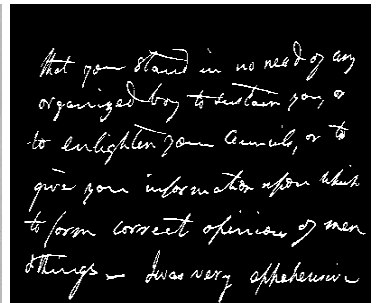 that you stand in no need of any
organized boy to sustain you, or
to enlighten your Councils, or to
give you information upon which
to form correct opinions of men
&things— I was very apprehensive